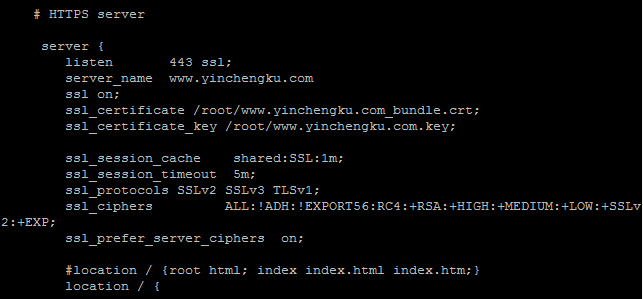 # HTTPS server
server {
listen 443 ssl;
server_name www.yinchengku.com
ssl on;
ssl_certificate /root/www.yinchengku.com_bundle.crt;
ssl_certificate_key /root/www.yinchengku.com.key;
ssl_session_cache shared:SSL:1m;
ssl_session_timeout 5m;
ssl_protocols SSLv2 SSLv3 TLSv1;
ssl_ciphers ALL:!ADH:!EXPORT56:RC4:+RSA:+HIGH:+MEDIUM:+LOW:+SSLv
2:+EXP;
ssl_prefer_server_ciphers on;
#location / {root html; index index.html index.htm;}
location / {